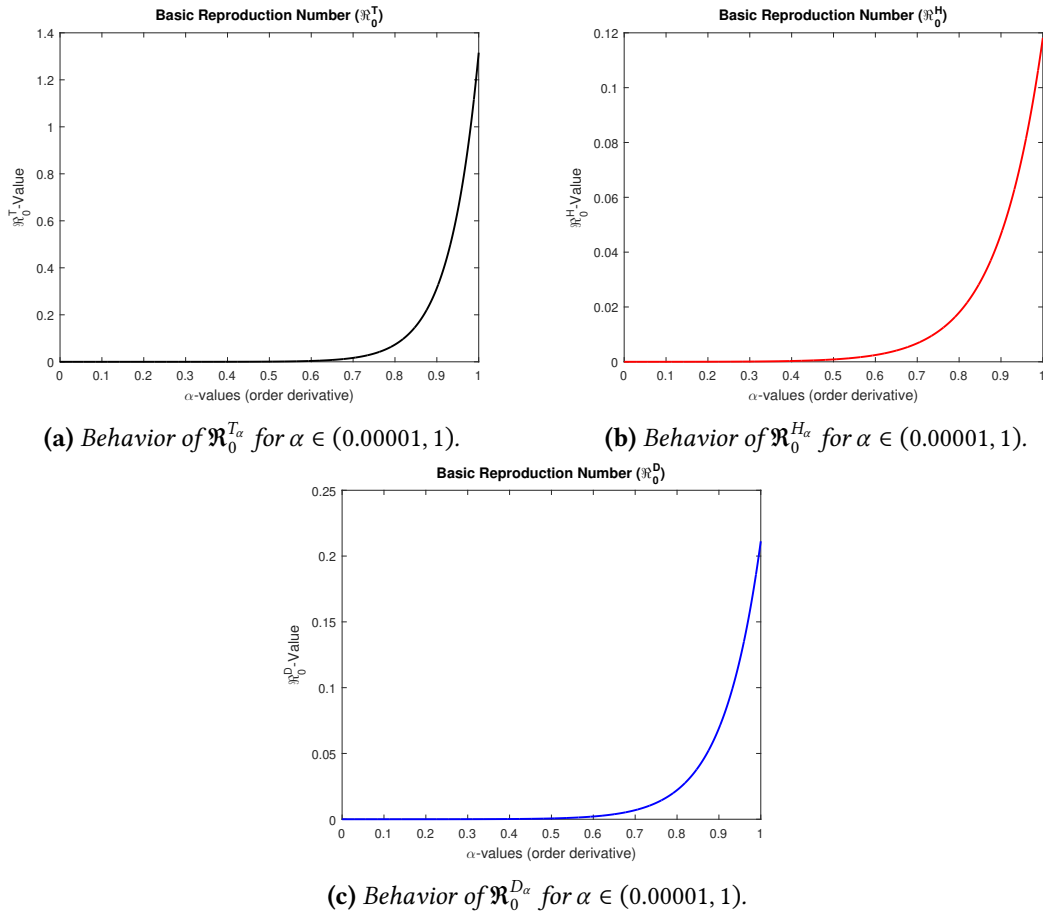 Basic Reproduction Number (ℜ₀ᵀ)
ℜ₀ᵀ-Value
1.4
1.2
1
0.8
0.6
0.4
0.2
0
0 0.1 0.2 0.3 0.4 0.5 0.6 0.7 0.8 0.9 1
α-values (order derivative)
(a) Behavior of ℜ₀^{T_α} for α ∈ (0.00001, 1).
Basic Reproduction Number (ℜ₀ᴴ)
ℜ₀ᴴ-Value
0.12
0.1
0.08
0.06
0.04
0.02
0
0 0.1 0.2 0.3 0.4 0.5 0.6 0.7 0.8 0.9 1
α-values (order derivative)
(b) Behavior of ℜ₀^{H_α} for α ∈ (0.00001, 1).
Basic Reproduction Number (ℜ₀ᴰ)
ℜ₀ᴰ-Value
0.25
0.2
0.15
0.1
0.05
0
0 0.1 0.2 0.3 0.4 0.5 0.6 0.7 0.8 0.9 1
α-values (order derivative)
(c) Behavior of ℜ₀^{D_α} for α ∈ (0.00001, 1).